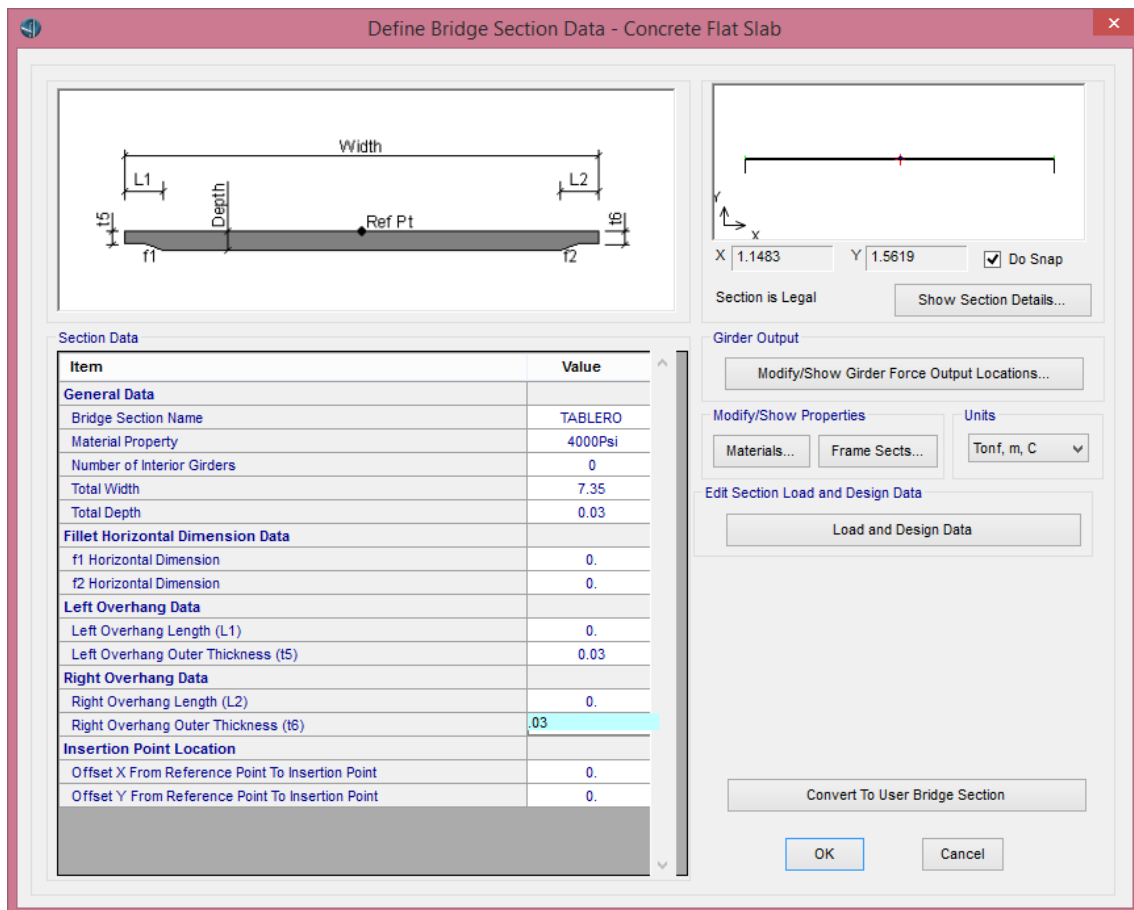 Define Bridge Section Data - Concrete Flat Slab
Width
L1
L2
t5
Depth
Ref Pt
t6
f1
f2
Y
X
X 1.1483 Y 1.5619 Do Snap
Section is Legal Show Section Details...
Section Data
Item Value
General Data
Bridge Section Name TABLERO
Material Property 4000Psi
Number of Interior Girders 0
Total Width 7.35
Total Depth 0.03
Fillet Horizontal Dimension Data
f1 Horizontal Dimension 0.
f2 Horizontal Dimension 0.
Left Overhang Data
Left Overhang Length (L1) 0.
Left Overhang Outer Thickness (t5) 0.03
Right Overhang Data
Right Overhang Length (L2) 0.
Right Overhang Outer Thickness (t6) .03
Insertion Point Location
Offset X From Reference Point To Insertion Point 0.
Offset Y From Reference Point To Insertion Point 0.
Girder Output
Modify/Show Girder Force Output Locations...
Modify/Show Properties Units
Materials... Frame Sects... Tonf, m, C
Edit Section Load and Design Data
Load and Design Data
Convert To User Bridge Section
OK Cancel